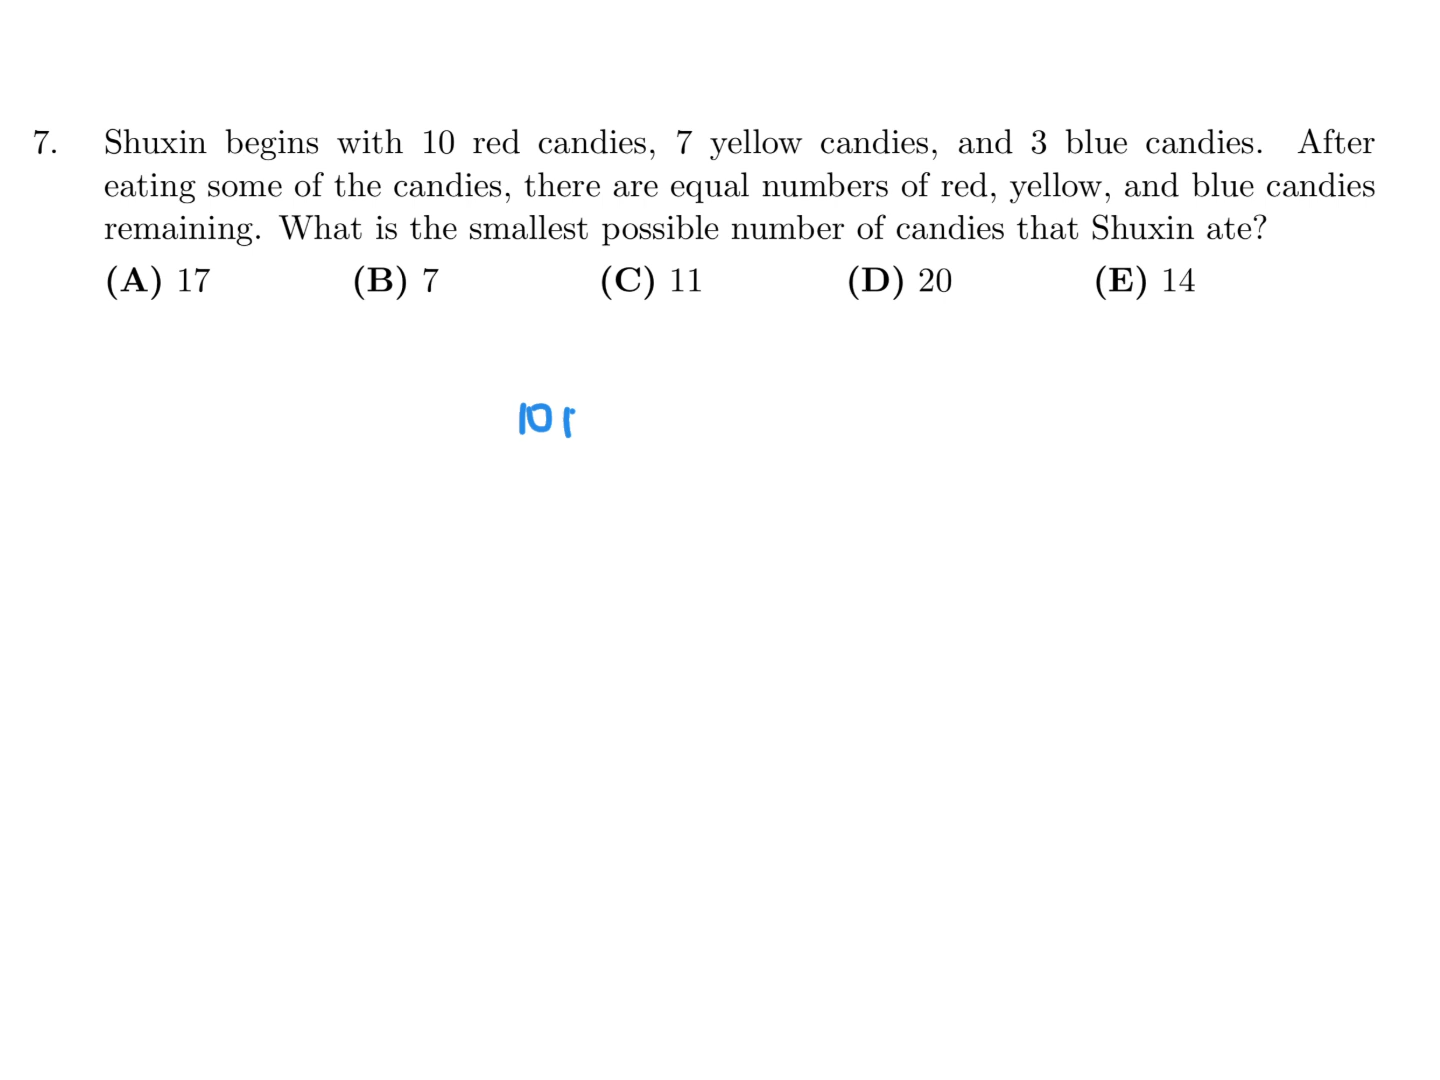 7. Shuxin begins with 10 red candies, 7 yellow candies, and 3 blue candies. After
eating some of the candies, there are equal numbers of red, yellow, and blue candies
remaining. What is the smallest possible number of candies that Shuxin ate?
(A) 17 (B) 7 (C) 11 (D) 20 (E) 14
10 r